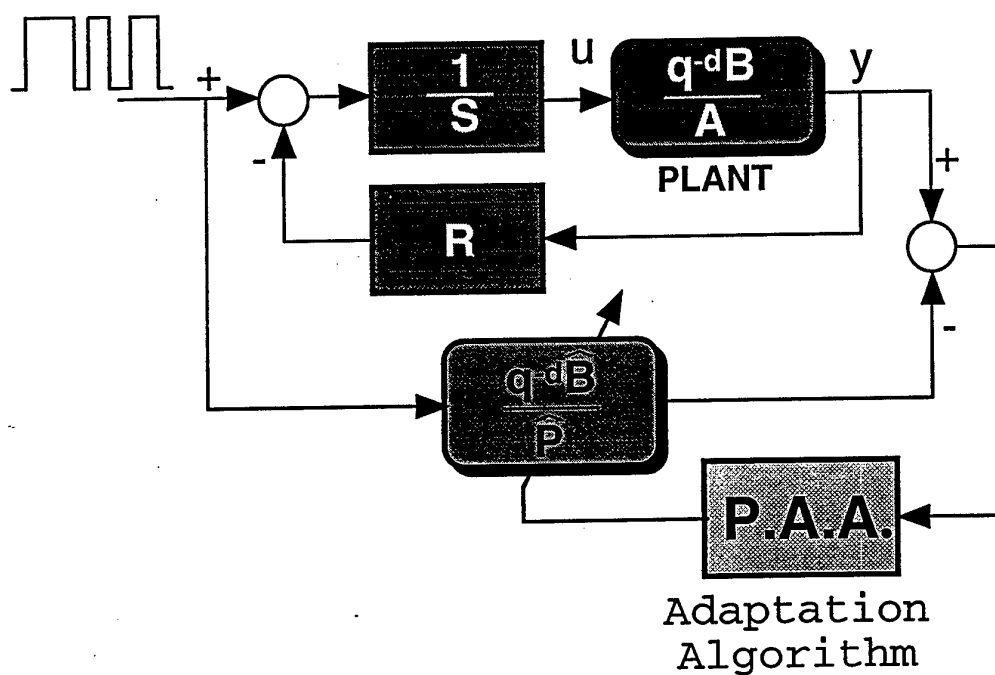 +
-
1
S
u
q-dB
A
y
PLANT
R
+
-
q-dB̂
P̂
P.A.A.
Adaptation
Algorithm